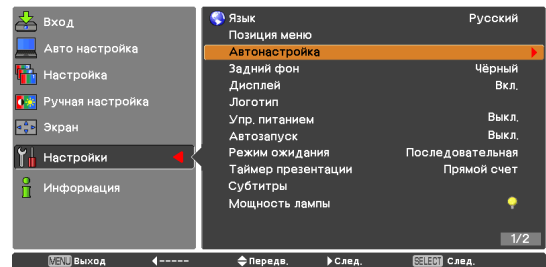 Вход
Авто настройка
Настройка
Ручная настройка
Экран
Настройки
Информация
Язык Русский
Позиция меню
Автонастройка
Задний фон Чёрный
Дисплей Вкл.
Логотип
Упр. питанием Выкл.
Автозапуск Выкл.
Режим ожидания Последовательная
Таймер презентации Прямой счет
Субтитры
Мощность лампы
1/2
MENU Выход ----- Передв. След. SELECT След.